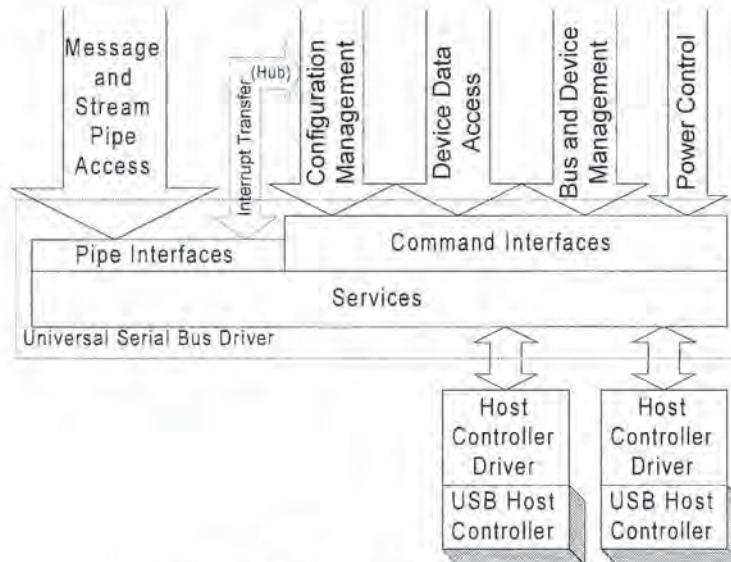 Message
and
Stream
Pipe
Access
Interrupt Transfer
(Hub)
Configuration
Management
Device Data
Access
Bus and Device
Management
Power Control
Pipe Interfaces
Command Interfaces
Services
Universal Serial Bus Driver
Host
Controller
Driver
USB Host
Controller
Host
Controller
Driver
USB Host
Controller